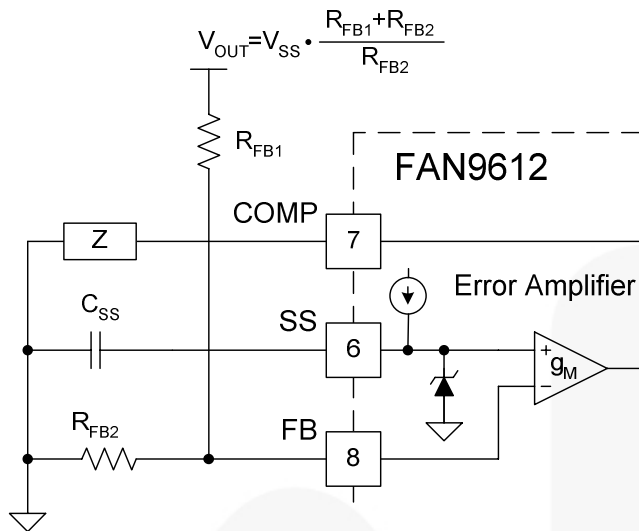 V_OUT=V_SS • (R_FB1+R_FB2)/R_FB2
R_FB1
FAN9612
COMP
7
Z
Error Amplifier
C_SS
SS
6
+
g_M
−
R_FB2
FB
8